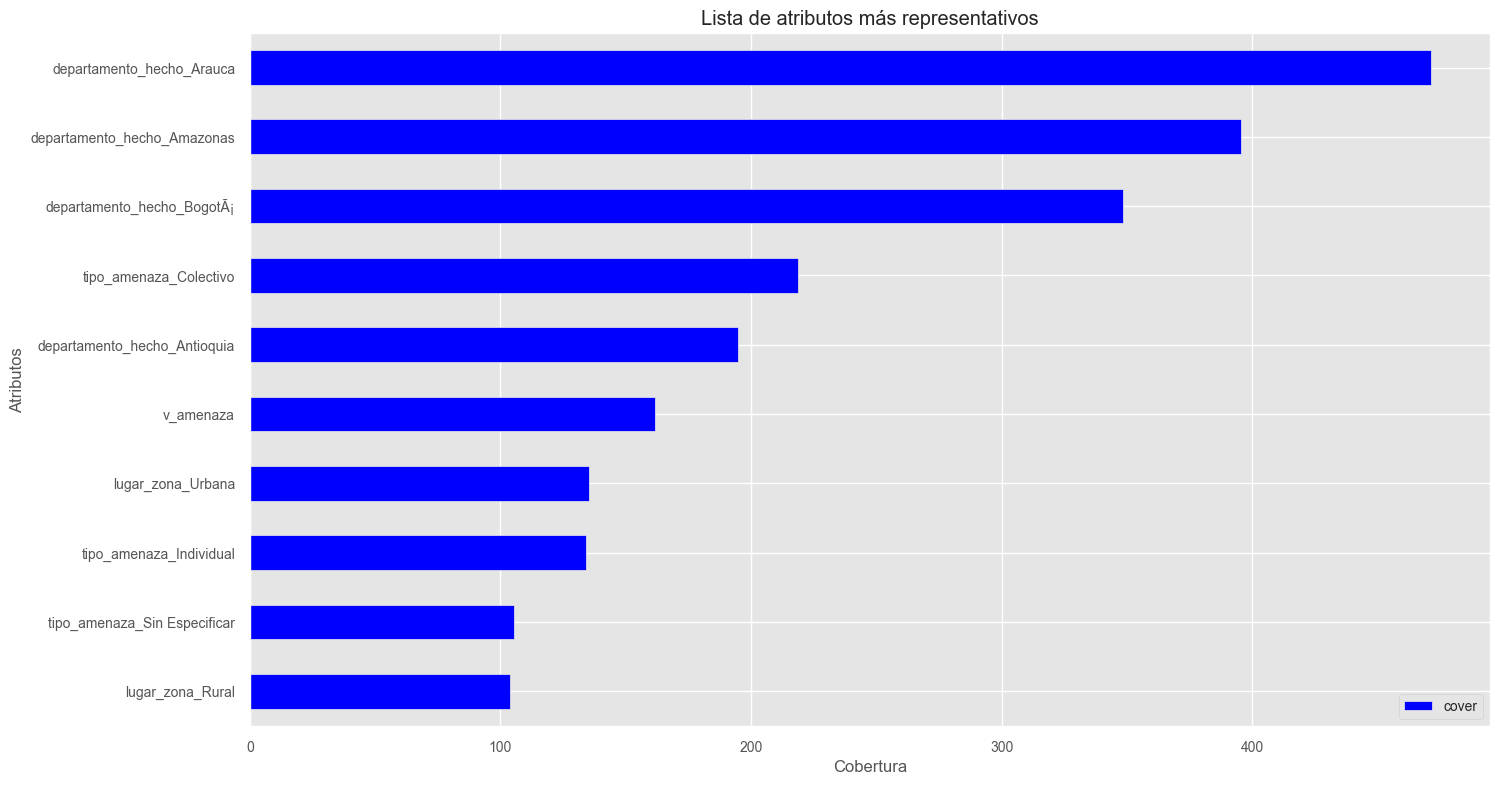 Lista de atributos más representativos
departamento_hecho_Arauca
departamento_hecho_Amazonas
departamento_hecho_BogotÃ¡
tipo_amenaza_Colectivo
departamento_hecho_Antioquia
v_amenaza
lugar_zona_Urbana
tipo_amenaza_Individual
tipo_amenaza_Sin Especificar
lugar_zona_Rural
Atributos
cover
0 100 200 300 400
Cobertura